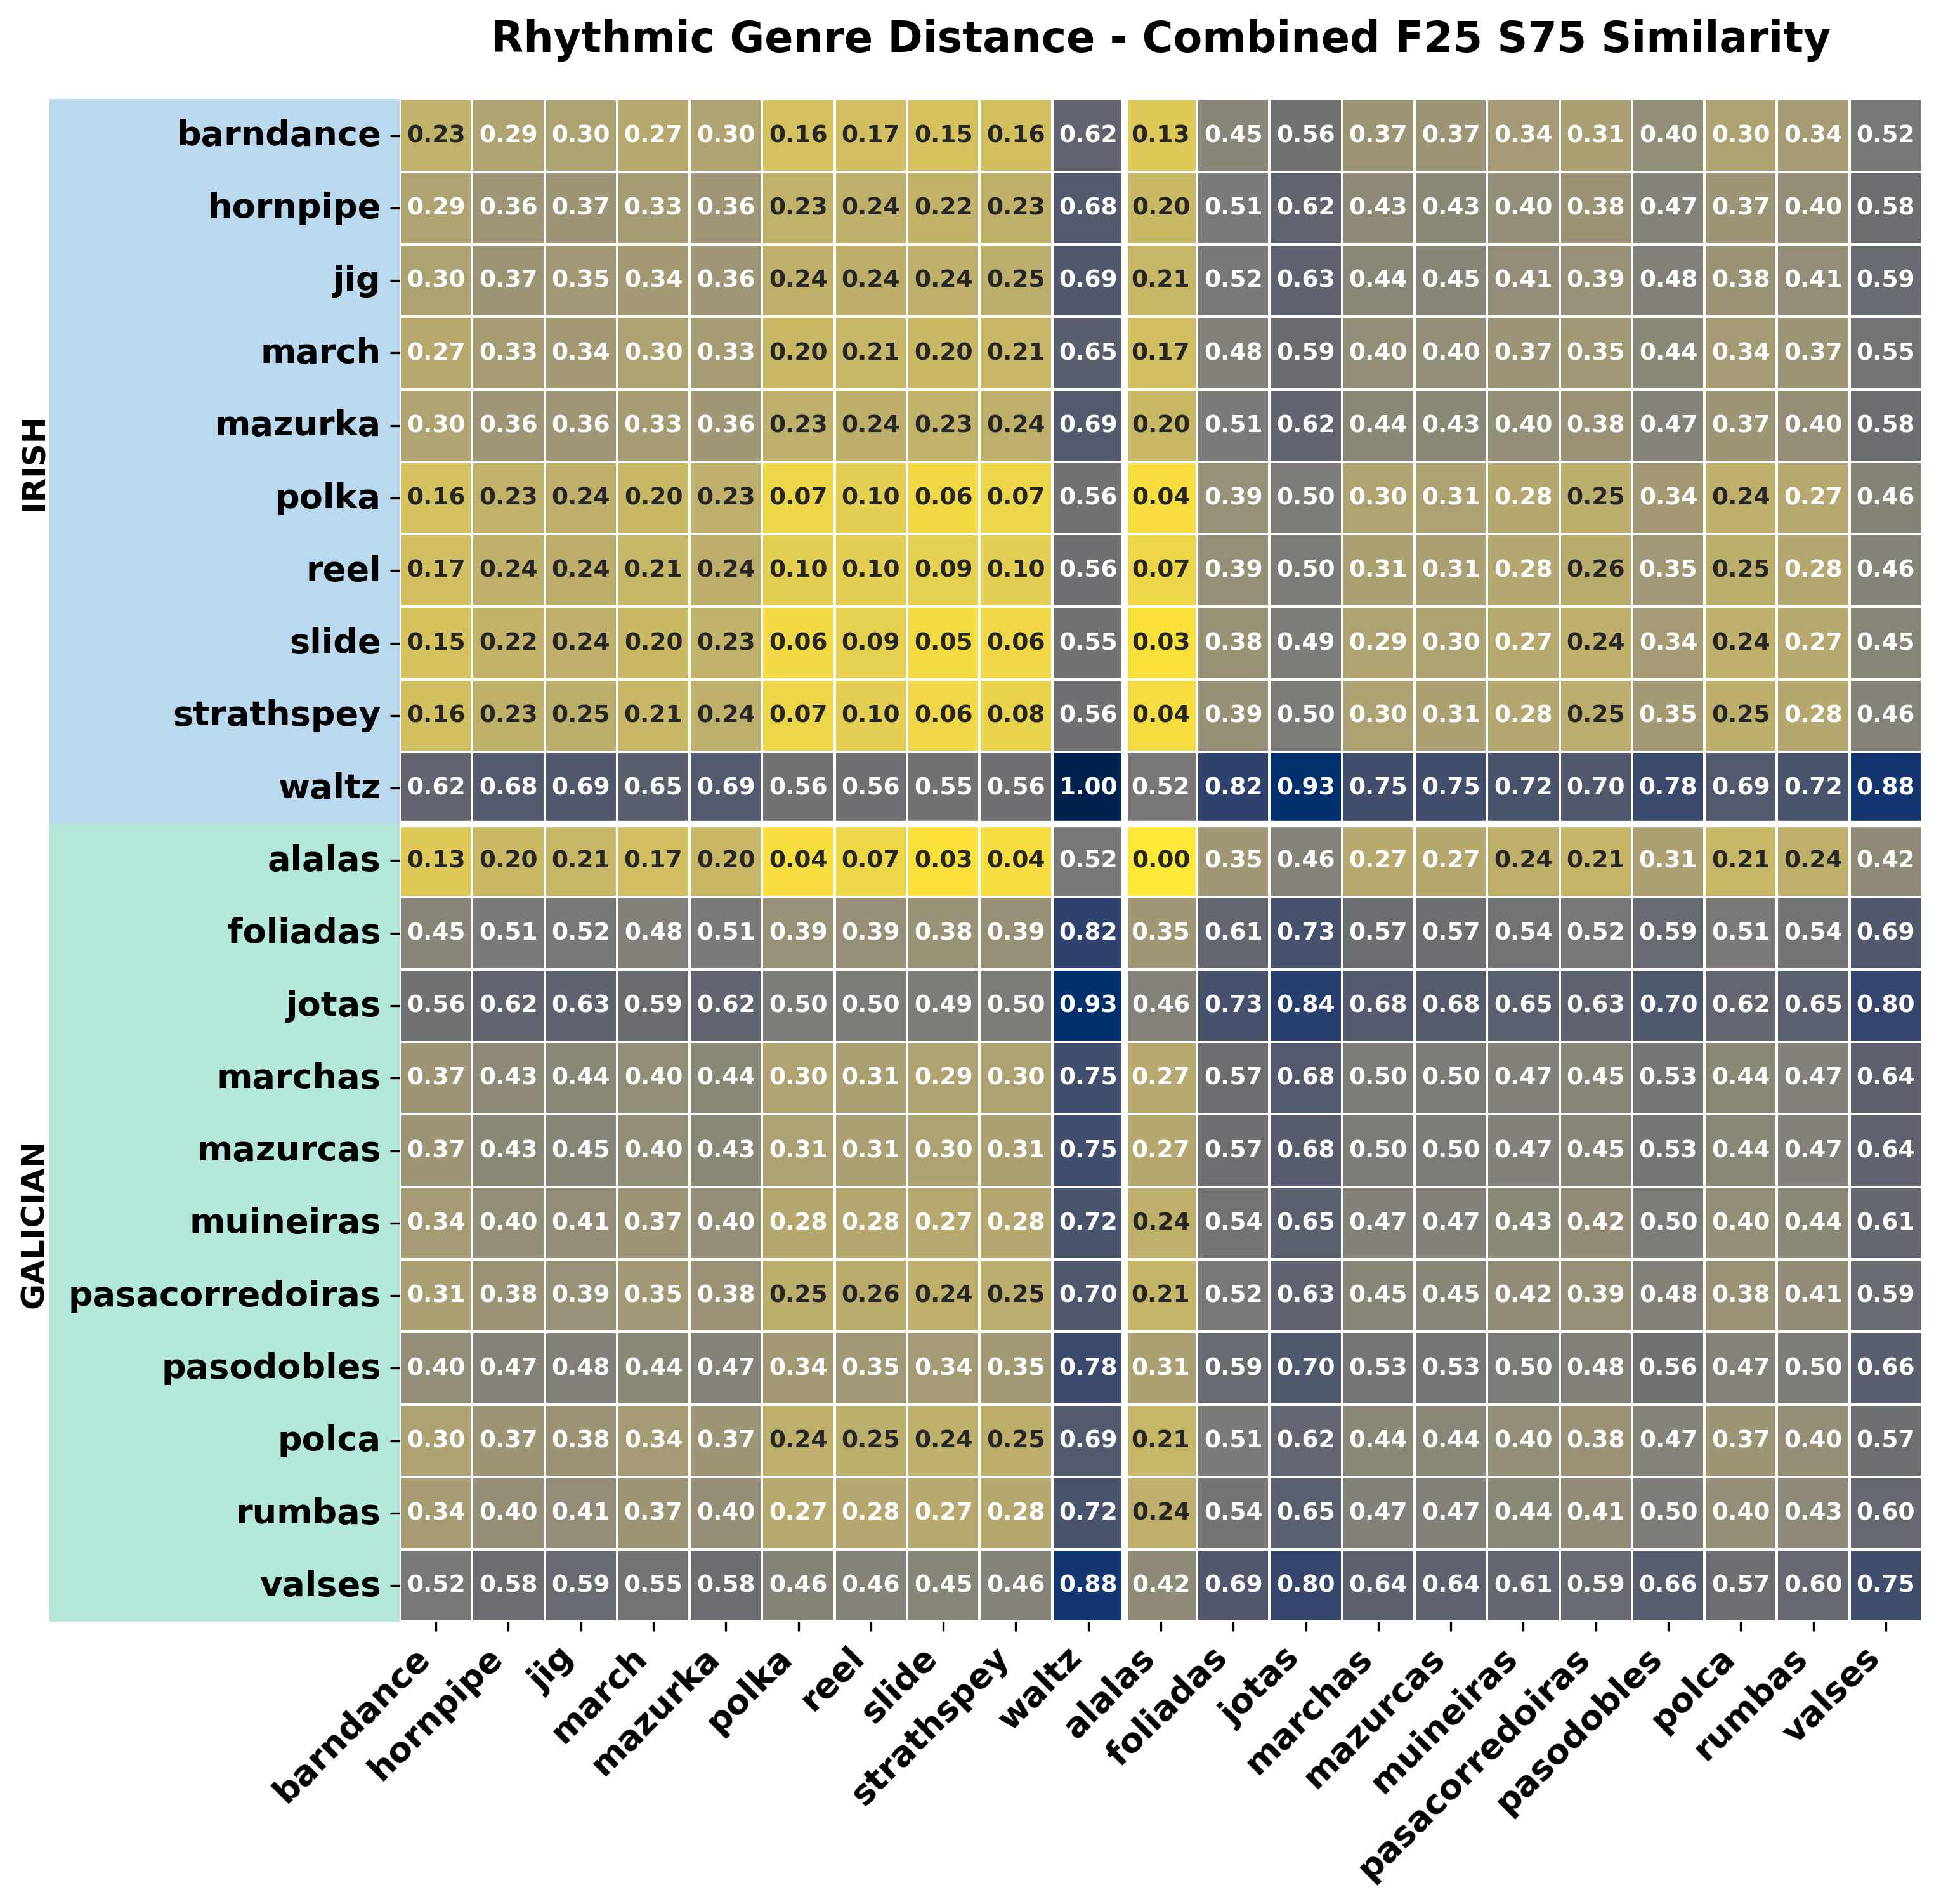 Rhythmic Genre Distance - Combined F25 S75 Similarity
IRISH
barndance 0.23 0.29 0.30 0.27 0.30 0.16 0.17 0.15 0.16 0.62 0.13 0.45 0.56 0.37 0.37 0.34 0.31 0.40 0.30 0.34 0.52
hornpipe 0.29 0.36 0.37 0.33 0.36 0.23 0.24 0.22 0.23 0.68 0.20 0.51 0.62 0.43 0.43 0.40 0.38 0.47 0.37 0.40 0.58
jig 0.30 0.37 0.35 0.34 0.36 0.24 0.24 0.24 0.25 0.69 0.21 0.52 0.63 0.44 0.45 0.41 0.39 0.48 0.38 0.41 0.59
march 0.27 0.33 0.34 0.30 0.33 0.20 0.21 0.20 0.21 0.65 0.17 0.48 0.59 0.40 0.40 0.37 0.35 0.44 0.34 0.37 0.55
mazurka 0.30 0.36 0.36 0.33 0.36 0.23 0.24 0.23 0.24 0.69 0.20 0.51 0.62 0.44 0.43 0.40 0.38 0.47 0.37 0.40 0.58
polka 0.16 0.23 0.24 0.20 0.23 0.07 0.10 0.06 0.07 0.56 0.04 0.39 0.50 0.30 0.31 0.28 0.25 0.34 0.24 0.27 0.46
reel 0.17 0.24 0.24 0.21 0.24 0.10 0.10 0.09 0.10 0.56 0.07 0.39 0.50 0.31 0.31 0.28 0.26 0.35 0.25 0.28 0.46
slide 0.15 0.22 0.24 0.20 0.23 0.06 0.09 0.05 0.06 0.55 0.03 0.38 0.49 0.29 0.30 0.27 0.24 0.34 0.24 0.27 0.45
strathspey 0.16 0.23 0.25 0.21 0.24 0.07 0.10 0.06 0.08 0.56 0.04 0.39 0.50 0.30 0.31 0.28 0.25 0.35 0.25 0.28 0.46
waltz 0.62 0.68 0.69 0.65 0.69 0.56 0.56 0.55 0.56 1.00 0.52 0.82 0.93 0.75 0.75 0.72 0.70 0.78 0.69 0.72 0.88
GALICIAN
alalas 0.13 0.20 0.21 0.17 0.20 0.04 0.07 0.03 0.04 0.52 0.00 0.35 0.46 0.27 0.27 0.24 0.21 0.31 0.21 0.24 0.42
foliadas 0.45 0.51 0.52 0.48 0.51 0.39 0.39 0.38 0.39 0.82 0.35 0.61 0.73 0.57 0.57 0.54 0.52 0.59 0.51 0.54 0.69
jotas 0.56 0.62 0.63 0.59 0.62 0.50 0.50 0.49 0.50 0.93 0.46 0.73 0.84 0.68 0.68 0.65 0.63 0.70 0.62 0.65 0.80
marchas 0.37 0.43 0.44 0.40 0.44 0.30 0.31 0.29 0.30 0.75 0.27 0.57 0.68 0.50 0.50 0.47 0.45 0.53 0.44 0.47 0.64
mazurcas 0.37 0.43 0.45 0.40 0.43 0.31 0.31 0.30 0.31 0.75 0.27 0.57 0.68 0.50 0.50 0.47 0.45 0.53 0.44 0.47 0.64
muineiras 0.34 0.40 0.41 0.37 0.40 0.28 0.28 0.27 0.28 0.72 0.24 0.54 0.65 0.47 0.47 0.43 0.42 0.50 0.40 0.44 0.61
pasacorredoiras 0.31 0.38 0.39 0.35 0.38 0.25 0.26 0.24 0.25 0.70 0.21 0.52 0.63 0.45 0.45 0.42 0.39 0.48 0.38 0.41 0.59
pasodobles 0.40 0.47 0.48 0.44 0.47 0.34 0.35 0.34 0.35 0.78 0.31 0.59 0.70 0.53 0.53 0.50 0.48 0.56 0.47 0.50 0.66
polca 0.30 0.37 0.38 0.34 0.37 0.24 0.25 0.24 0.25 0.69 0.21 0.51 0.62 0.44 0.44 0.40 0.38 0.47 0.37 0.40 0.57
rumbas 0.34 0.40 0.41 0.37 0.40 0.27 0.28 0.27 0.28 0.72 0.24 0.54 0.65 0.47 0.47 0.44 0.41 0.50 0.40 0.43 0.60
valses 0.52 0.58 0.59 0.55 0.58 0.46 0.46 0.45 0.46 0.88 0.42 0.69 0.80 0.64 0.64 0.61 0.59 0.66 0.57 0.60 0.75
barndance hornpipe jig march mazurka polka reel slide strathspey waltz alalas foliadas jotas marchas mazurcas muineiras pasacorredoiras pasodobles polca rumbas valses